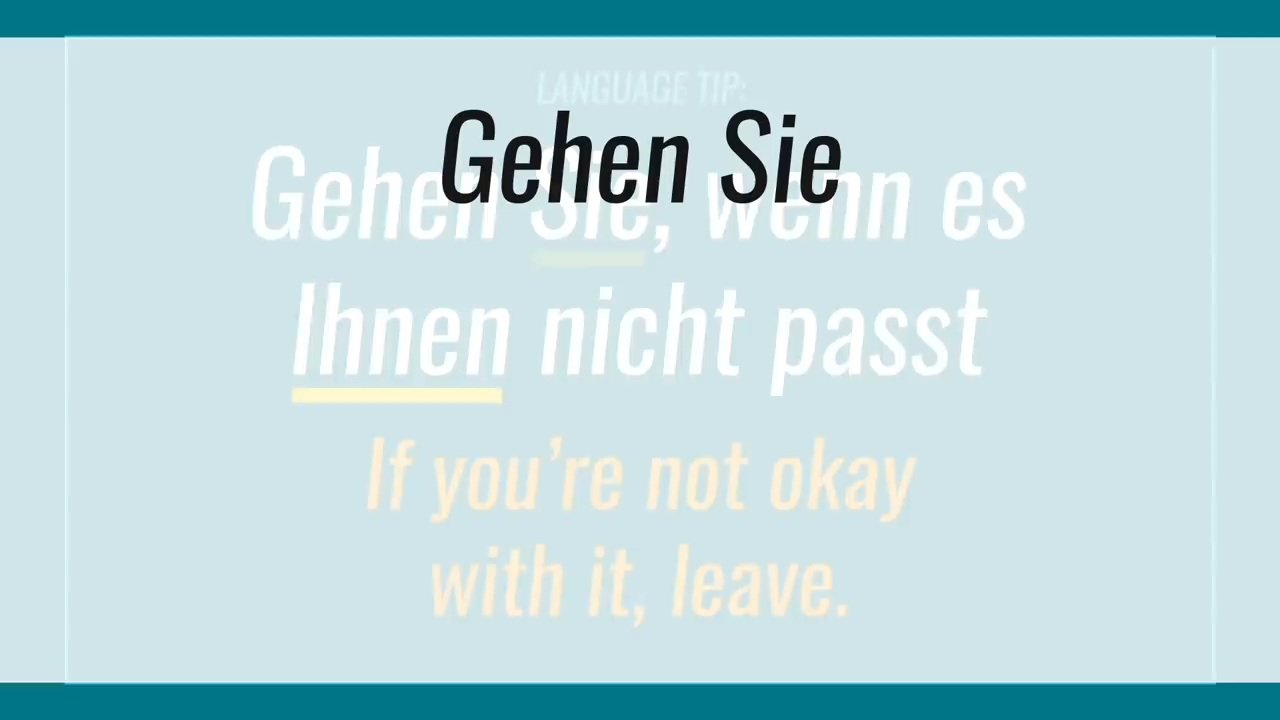 LANGUAGE TIP:
Gehen Sie
Gehen Sie, wenn es
Ihnen nicht passt
If you're not okay
with it, leave.